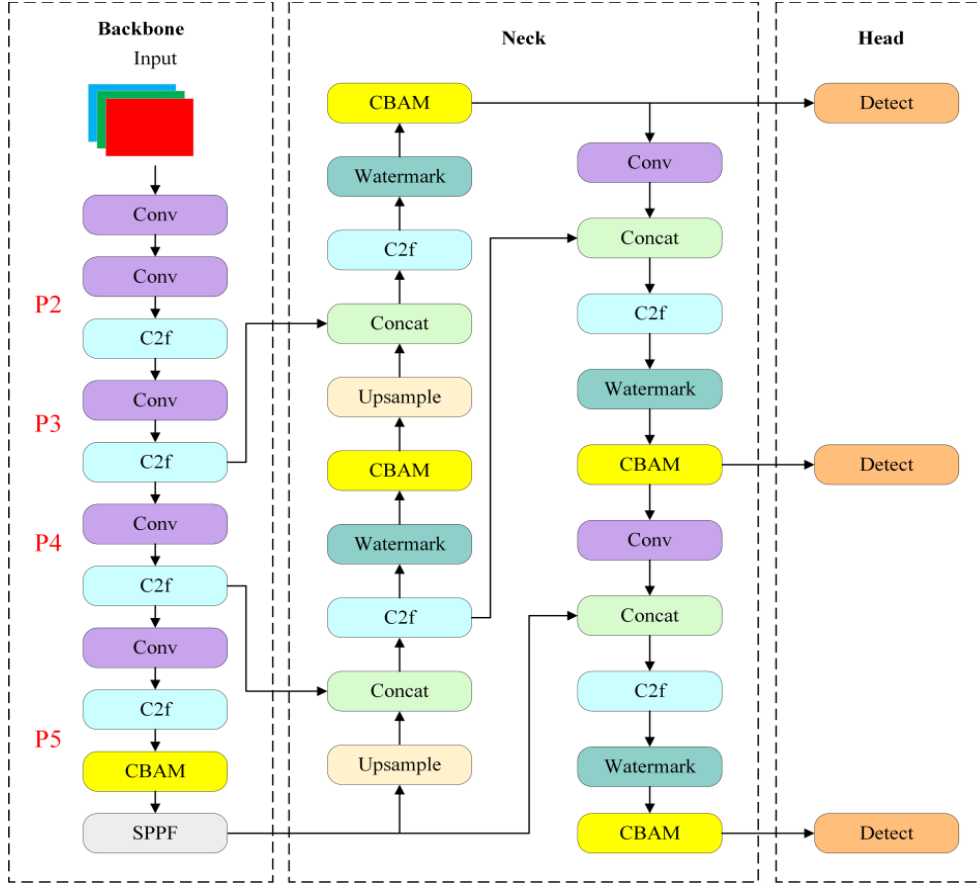 Backbone
Input
Conv
Conv
P2
C2f
Conv
P3
C2f
Conv
P4
C2f
Conv
C2f
P5
CBAM
SPPF
Neck
CBAM
Watermark
C2f
Concat
Upsample
CBAM
Watermark
C2f
Concat
Upsample
Conv
Concat
C2f
Watermark
CBAM
Conv
Concat
C2f
Watermark
CBAM
Head
Detect
Detect
Detect